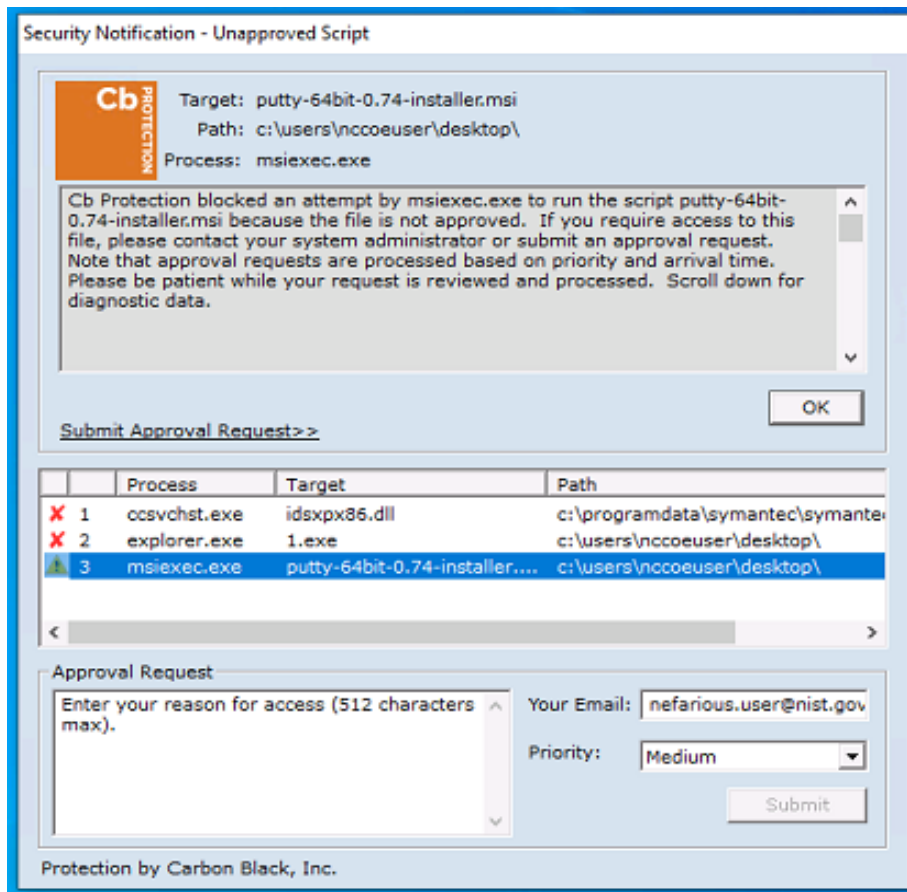 Security Notification - Unapproved Script
Cb PROTECTION
Target: putty-64bit-0.74-installer.msi
Path: c:\users\nccoeuser\desktop\
Process: msiexec.exe
Cb Protection blocked an attempt by msiexec.exe to run the script putty-64bit-
0.74-installer.msi because the file is not approved.  If you require access to this
file, please contact your system administrator or submit an approval request.
Note that approval requests are processed based on priority and arrival time.
Please be patient while your request is reviewed and processed.  Scroll down for
diagnostic data.
OK
Submit Approval Request>>
Process Target Path
1 ccsvchst.exe idsxpx86.dll c:\programdata\symantec\symante
2 explorer.exe 1.exe c:\users\nccoeuser\desktop\
3 msiexec.exe putty-64bit-0.74-installer.... c:\users\nccoeuser\desktop\
Approval Request
Enter your reason for access (512 characters
max).
Your Email: nefarious.user@nist.gov
Priority: Medium
Submit
Protection by Carbon Black, Inc.